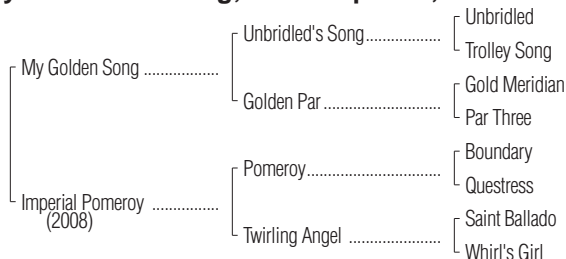 Unbridled
Unbridled's Song..................
Trolley Song
My Golden Song ..................
Gold Meridian
Golden Par ............................
Par Three
Boundary
Pomeroy................................
Questress
Imperial Pomeroy ................
(2008)
Saint Ballado
Twirling Angel ......................
Whirl's Girl